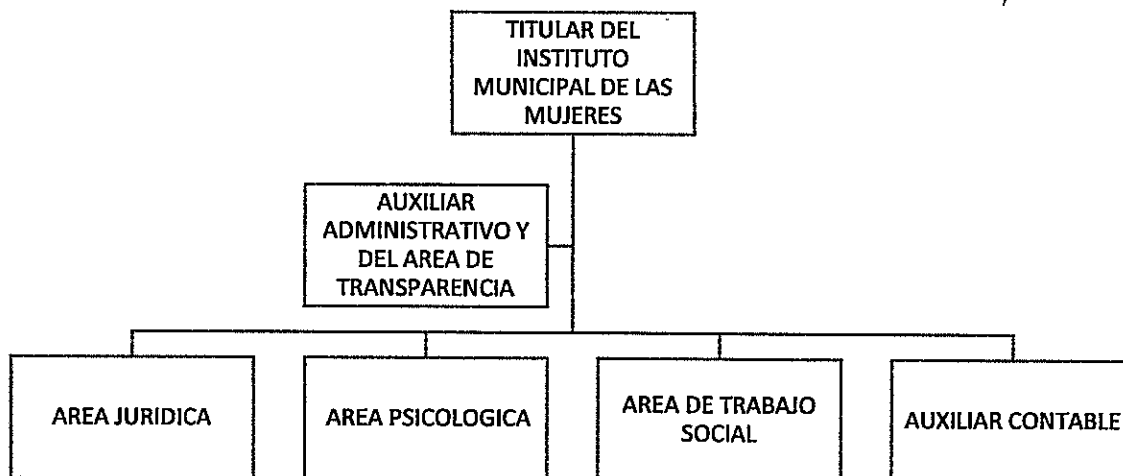 TITULAR DEL
INSTITUTO
MUNICIPAL DE LAS
MUJERES
AUXILIAR
ADMINISTRATIVO Y
DEL AREA DE
TRANSPARENCIA
AREA JURIDICA
AREA PSICOLOGICA
AREA DE TRABAJO
SOCIAL
AUXILIAR CONTABLE